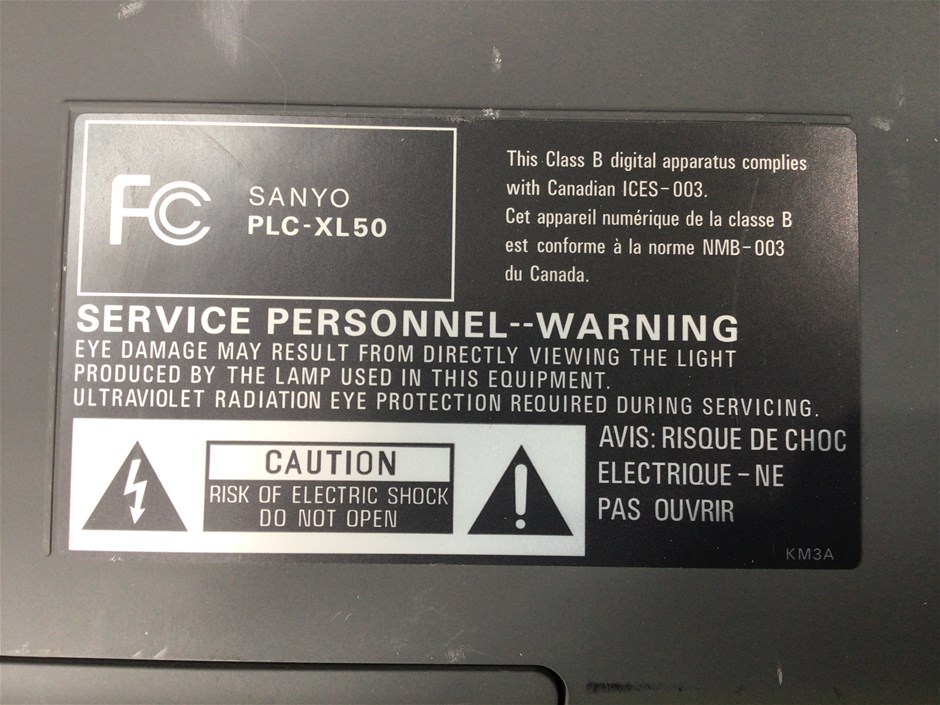 FC
SANYO
PLC-XL50
This Class B digital apparatus complies
with Canadian ICES-003.
Cet appareil numérique de la classe B
est conforme à la norme NMB-003
du Canada.
SERVICE PERSONNEL--WARNING
EYE DAMAGE MAY RESULT FROM DIRECTLY VIEWING THE LIGHT
PRODUCED BY THE LAMP USED IN THIS EQUIPMENT.
ULTRAVIOLET RADIATION EYE PROTECTION REQUIRED DURING SERVICING.
CAUTION
RISK OF ELECTRIC SHOCK
DO NOT OPEN
!
AVIS: RISQUE DE CHOC
ELECTRIQUE-NE
PAS OUVRIR
KM3A